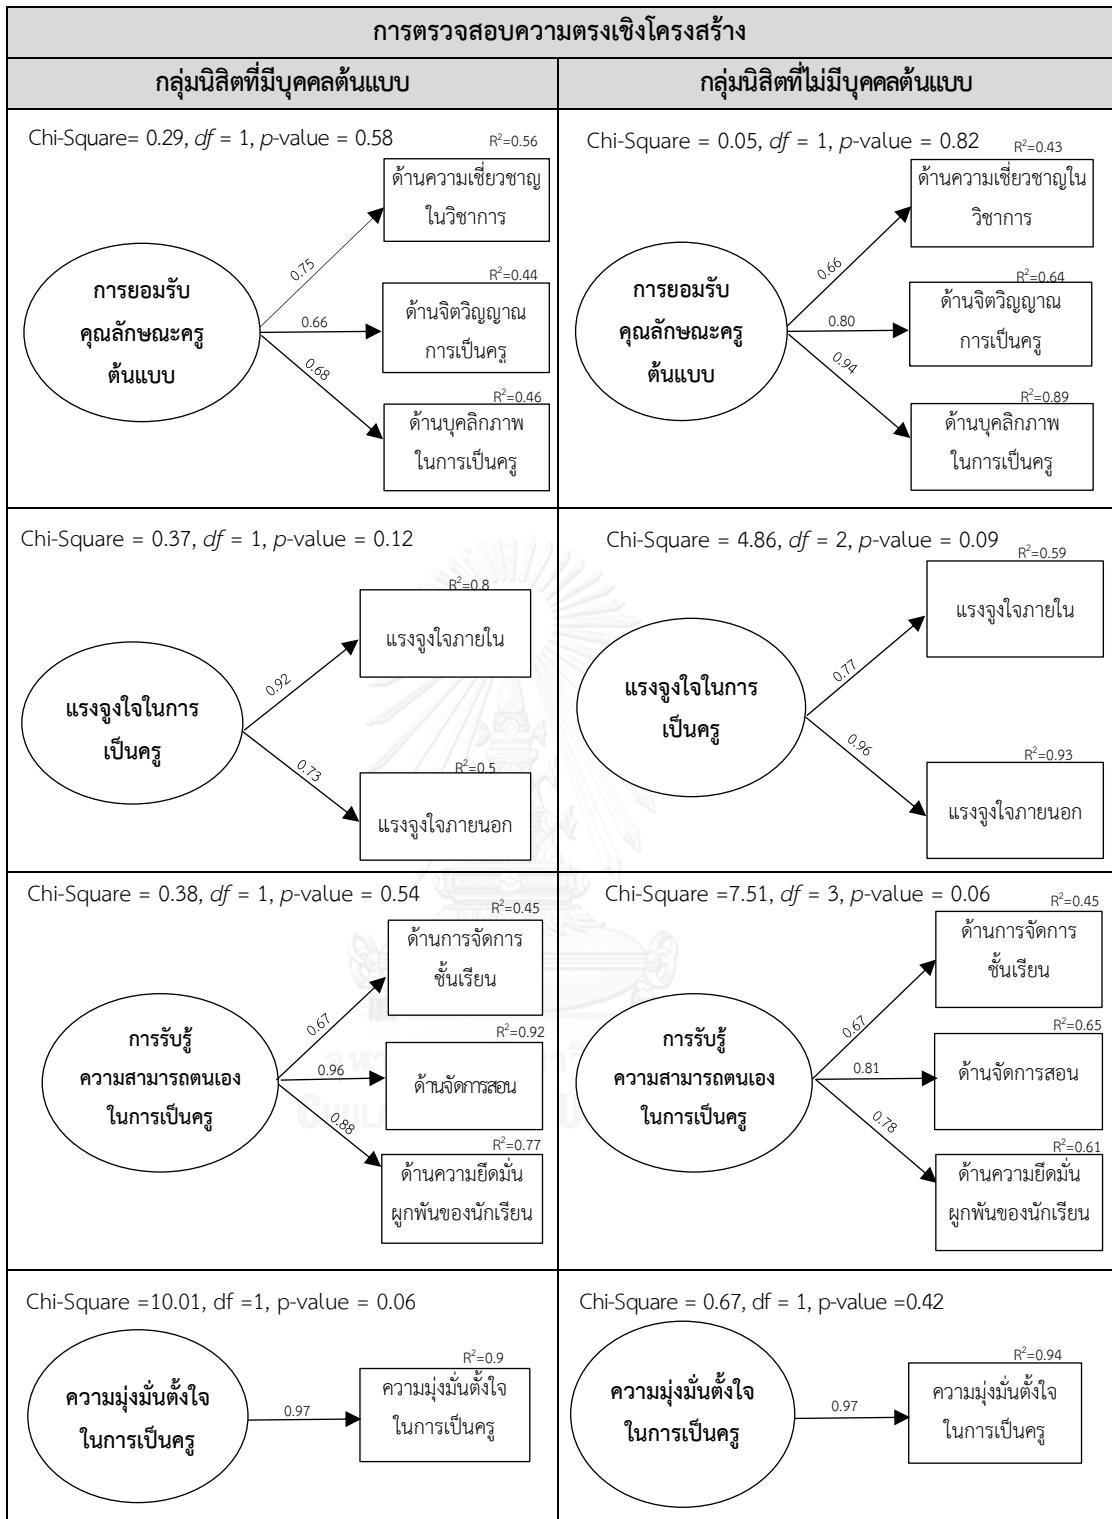 การตรวจสอบความตรงเชิงโครงสร้าง
กลุ่มนิสิตที่มีบุคคลต้นแบบ
กลุ่มนิสิตที่ไม่มีบุคคลต้นแบบ
Chi-Square= 0.29, df = 1, p-value = 0.58
R²=0.56
ด้านความเชี่ยวชาญ
ในวิชาการ
0.75
การยอมรับ
คุณลักษณะครู
ต้นแบบ
R²=0.44
0.66
ด้านจิตวิญญาณ
การเป็นครู
0.68
R²=0.46
ด้านบุคลิกภาพ
ในการเป็นครู
Chi-Square = 0.05, df = 1, p-value = 0.82
R²=0.43
ด้านความเชี่ยวชาญใน
วิชาการ
0.66
การยอมรับ
คุณลักษณะครู
ต้นแบบ
R²=0.64
0.80
ด้านจิตวิญญาณ
การเป็นครู
0.94
R²=0.89
ด้านบุคลิกภาพ
ในการเป็นครู
Chi-Square = 0.37, df = 1, p-value = 0.12
R²=0.8
แรงจูงใจภายใน
0.92
แรงจูงใจในการ
เป็นครู
0.73
R²=0.5
แรงจูงใจภายนอก
Chi-Square = 4.86, df = 2, p-value = 0.09
R²=0.59
แรงจูงใจภายใน
0.77
แรงจูงใจในการ
เป็นครู
0.96
R²=0.93
แรงจูงใจภายนอก
Chi-Square = 0.38, df = 1, p-value = 0.54
R²=0.45
ด้านการจัดการ
ชั้นเรียน
0.67
การรับรู้
ความสามารถตนเอง
ในการเป็นครู
R²=0.92
0.96
ด้านจัดการสอน
0.88
R²=0.77
ด้านความยึดมั่น
ผูกพันของนักเรียน
Chi-Square =7.51, df = 3, p-value = 0.06
R²=0.45
ด้านการจัดการ
ชั้นเรียน
0.67
การรับรู้
ความสามารถตนเอง
ในการเป็นครู
R²=0.65
0.81
ด้านจัดการสอน
0.78
R²=0.61
ด้านความยึดมั่น
ผูกพันของนักเรียน
Chi-Square =10.01, df =1, p-value = 0.06
R²=0.9
ความมุ่งมั่นตั้งใจ
ในการเป็นครู
0.97
ความมุ่งมั่นตั้งใจ
ในการเป็นครู
Chi-Square = 0.67, df = 1, p-value =0.42
R²=0.94
ความมุ่งมั่นตั้งใจ
ในการเป็นครู
0.97
ความมุ่งมั่นตั้งใจ
ในการเป็นครู